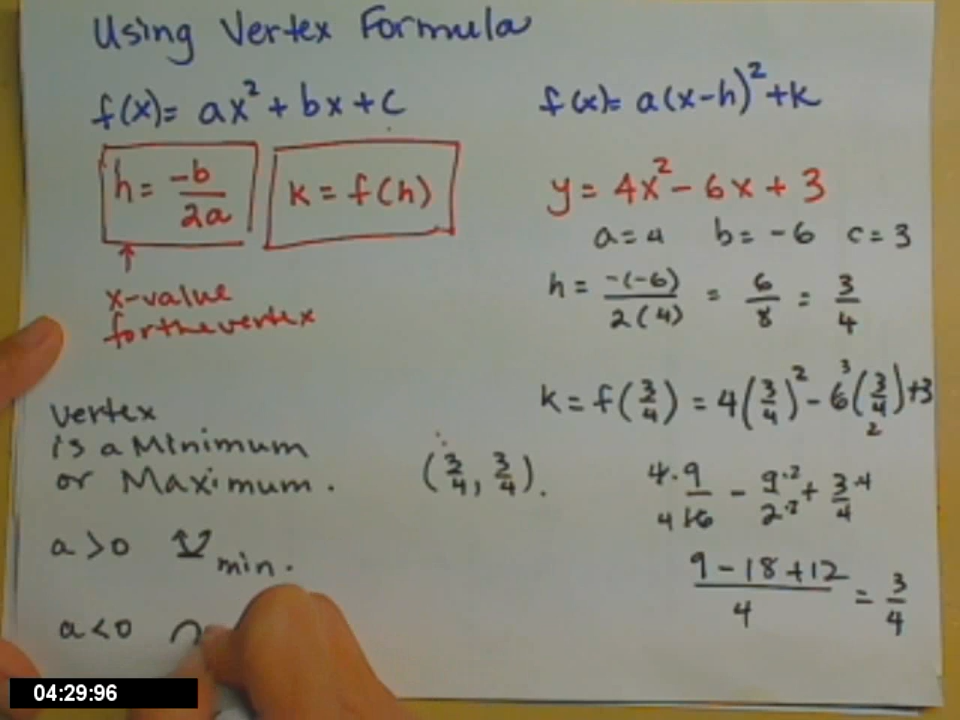 Using Vertex Formula
f(x)= ax²+bx+c
h= -b/2a
k=f(h)
↑
x-value
for the vertex
vertex
is a Minimum
or Maximum.
a>0 min.
a<0
f(x)= a(x-h)²+k
y=4x²-6x+3
a=4 b=-6 c=3
h= -(-6)/2(4) = 6/8 = 3/4
k=f(3/4)=4(3/4)²-6³(3/4)+3
2
4·9/4 16 - 9·2/2·2 + 3·4/4
9-18+12/4 = 3/4
(3/4, 3/4).
04:29:96